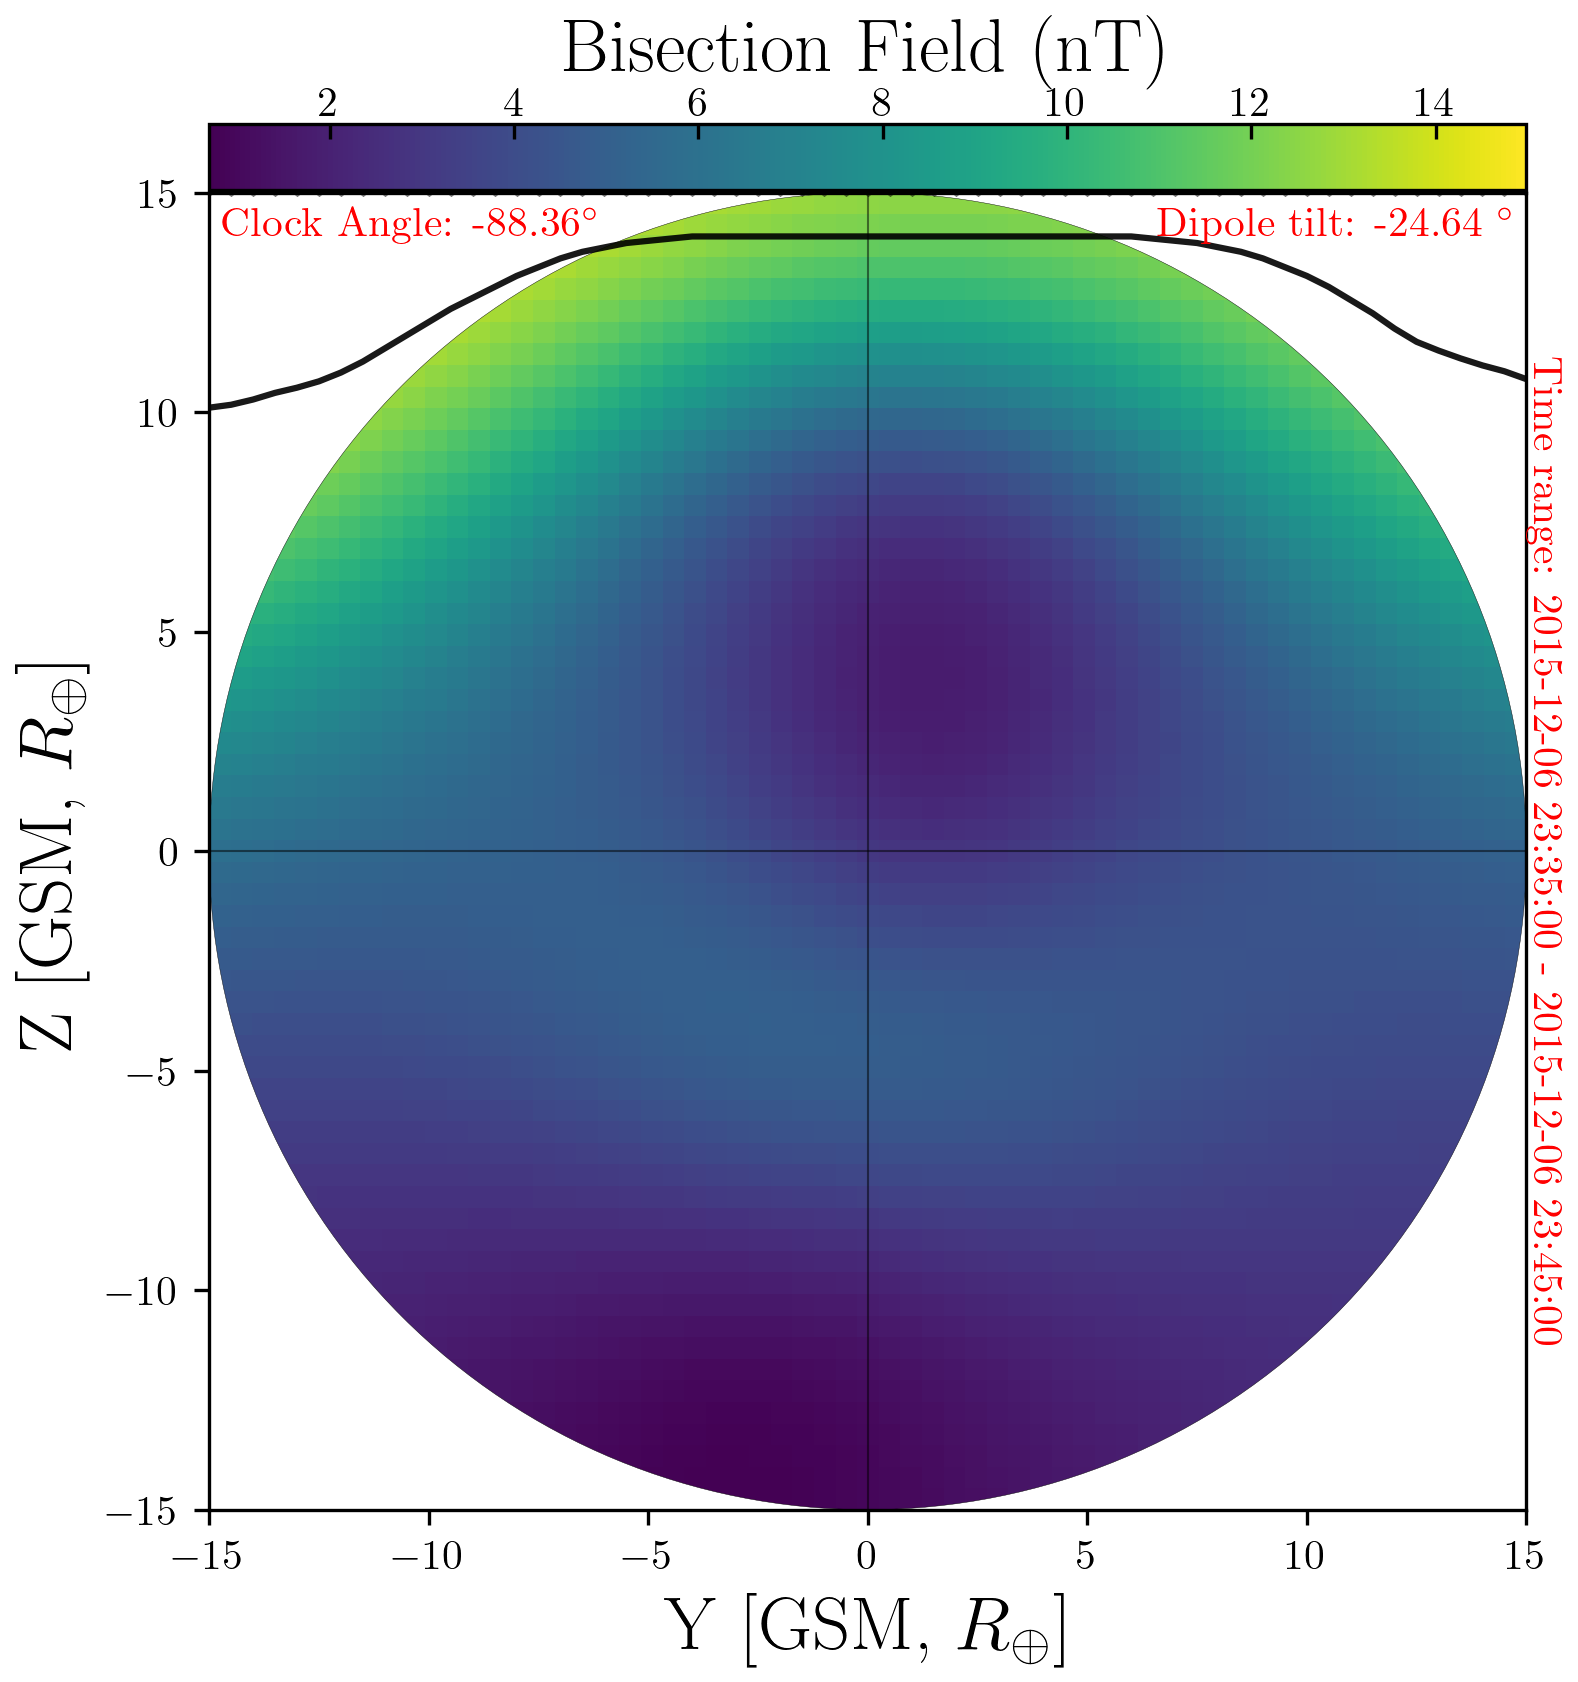 Bisection Field (nT)
2 4 6 8 10 12 14
Clock Angle: -88.36°
Dipole tilt: -24.64 °
15
10
5
0
−5
−10
−15
Z [GSM, R⊕]
−15 −10 −5 0 5 10 15
Y [GSM, R⊕]
Time range: 2015-12-06 23:35:00 - 2015-12-06 23:45:00